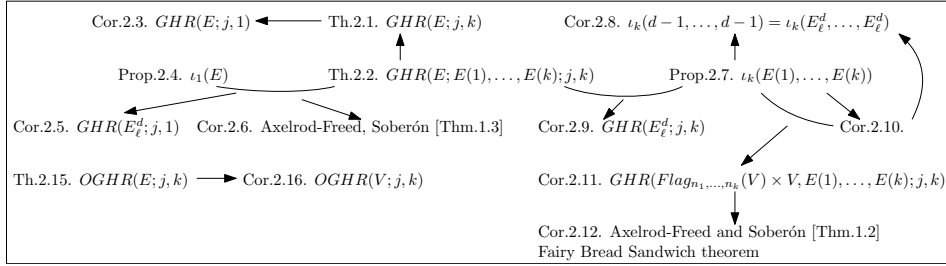 Cor.2.3. GHR(E; j, 1) Th.2.1. GHR(E; j, k) Cor.2.8. ι_k(d − 1, . . . , d − 1) = ι_k(E_ℓ^d, . . . , E_ℓ^d)
Prop.2.4. ι_1(E) Th.2.2. GHR(E; E(1), . . . , E(k); j, k) Prop.2.7. ι_k(E(1), . . . , E(k))
Cor.2.5. GHR(E_ℓ^d; j, 1) Cor.2.6. Axelrod-Freed, Soberón [Thm.1.3] Cor.2.9. GHR(E_ℓ^d; j, k) Cor.2.10.
Th.2.15. OGHR(E; j, k) Cor.2.16. OGHR(V; j, k) Cor.2.11. GHR(Flag_{n_1,...,n_k}(V) × V, E(1), . . . , E(k); j, k)
Cor.2.12. Axelrod-Freed and Soberón [Thm.1.2]
Fairy Bread Sandwich theorem